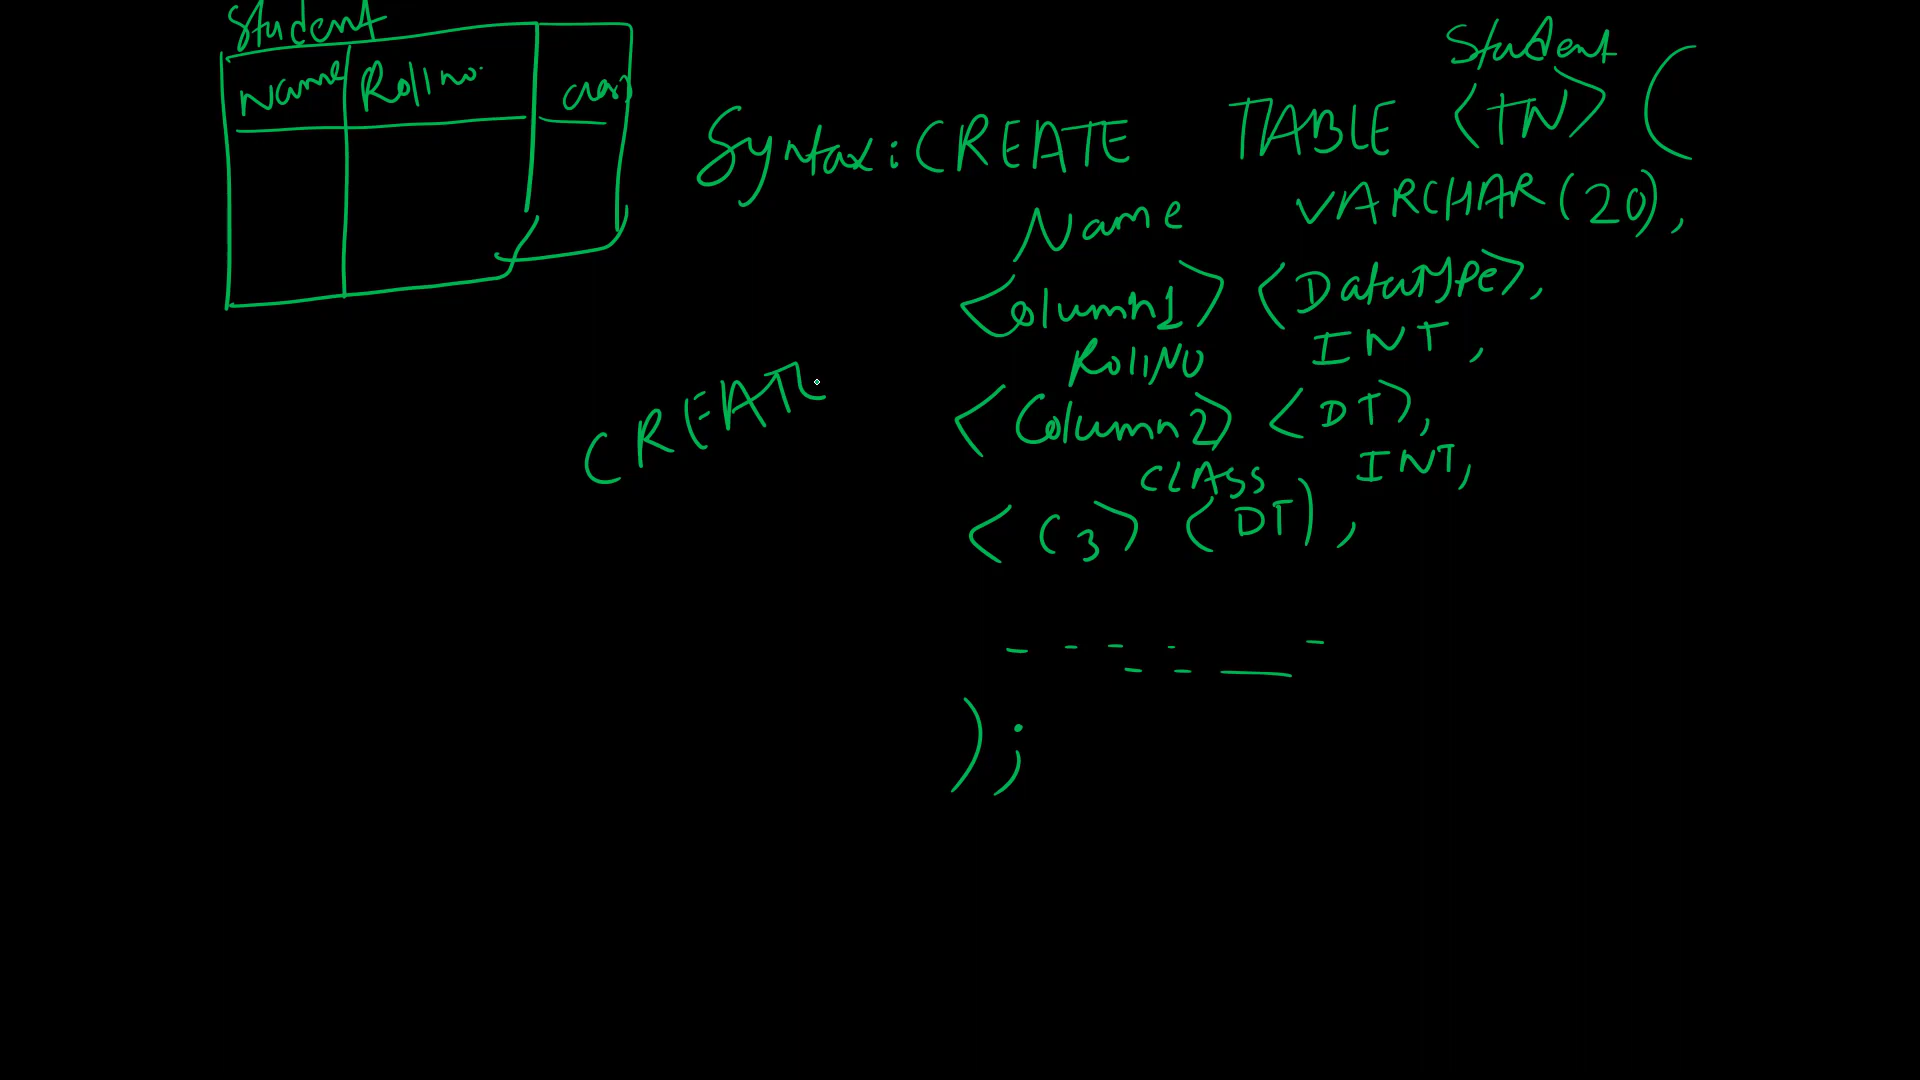 Student
Name Rollno.
Student
Syntax: CREATE TABLE <TN> (
Name VARCHAR(20),
<Column1> <Datatype>,
RollNO INT,
<Column2> <DT>,
CLASS INT,
<C3> <DT),
);
CREATE